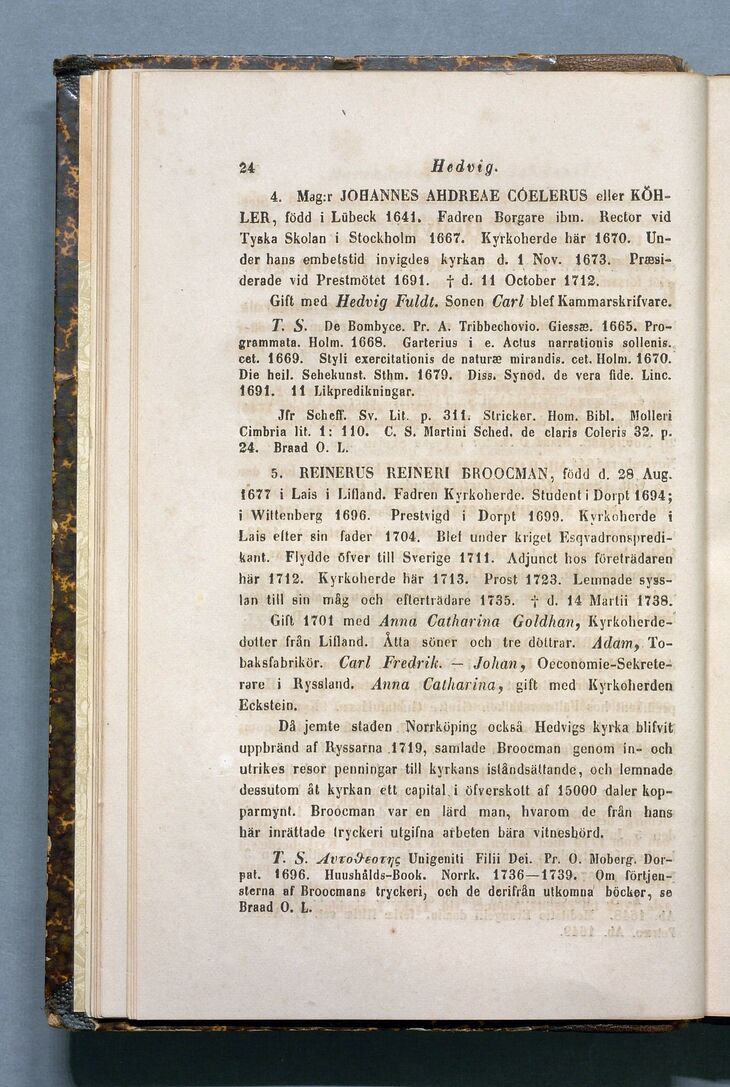 24 Hedvig.
4. Mag:r JOHANNES AHDREAE CÓELERUS eller KÖH-
LER, född i Lübeck 1641. Fadren Borgare ibm. Rector vid
Tyska Skolan i Stockholm 1667. Kyrkoherde här 1670. Un-
der hans embetstid invigdes kyrkan d. 1 Nov. 1673. Præsi-
derade vid Prestmötet 1691. † d. 11 October 1712.
Gift med Hedvig Fuldt. Sonen Carl blef Kammarskrifvare.
T. S. De Bombyce. Pr. A. Tribbechovio. Giessæ. 1665. Pro-
grammata. Holm. 1668. Garterius i e. Actus narrationis sollenis.
cet. 1669. Styli exercitationis de naturæ mirandis. cet. Holm. 1670.
Die heil. Sehekunst. Sthm. 1679. Diss. Synod. de vera fide. Linc.
1691. 11 Likpredikningar.
Jfr Scheff. Sv. Lit. p. 311. Stricker. Hom. Bibl. Molleri
Cimbria lit. 1: 110. C. S. Martini Sched. de claris Coleris 32. p.
24. Braad O. L.
5. REINERUS REINERI BROOCMAN, född d. 28 Aug.
1677 i Lais i Lifland. Fadren Kyrkoherde. Student i Dorpt 1694;
i Wittenberg 1696. Prestvigd i Dorpt 1699. Kyrkoherde i
Lais efter sin fader 1704. Blef under kriget Esqvadronspredi-
kant. Flydde öfver till Sverige 1711. Adjunct hos företrädaren
här 1712. Kyrkoherde här 1713. Prost 1723. Lemnade syss-
lan till sin måg och efterträdare 1735. † d. 14 Martii 1738.
Gift 1701 med Anna Catharina Goldhan, Kyrkoherde-
dotter från Lifland. Åtta söner och tre döttrar. Adam, To-
baksfabrikör. Carl Fredrik. — Johan, Oeconomie-Sekrete-
rare i Ryssland. Anna Catharina, gift med Kyrkoherden
Eckstein.
Då jemte staden Norrköping också Hedvigs kyrka blifvit
uppbränd af Ryssarna 1719, samlade Broocman genom in- och
utrikes resor penningar till kyrkans iståndsättande, och lemnade
dessutom åt kyrkan ett capital i öfverskott af 15000 daler kop-
parmynt. Broocman var en lärd man, hvarom de från hans
här inrättade tryckeri utgifna arbeten bära vitnesbörd.
T. S. Αυτοϑεοτης Unigeniti Filii Dei. Pr. O. Moberg. Dor-
pat. 1696. Huushålds-Book. Norrk. 1736—1739. Om förtjen-
sterna af Broocmans tryckeri, och de derifrån utkomna böcker, se
Braad O. L.